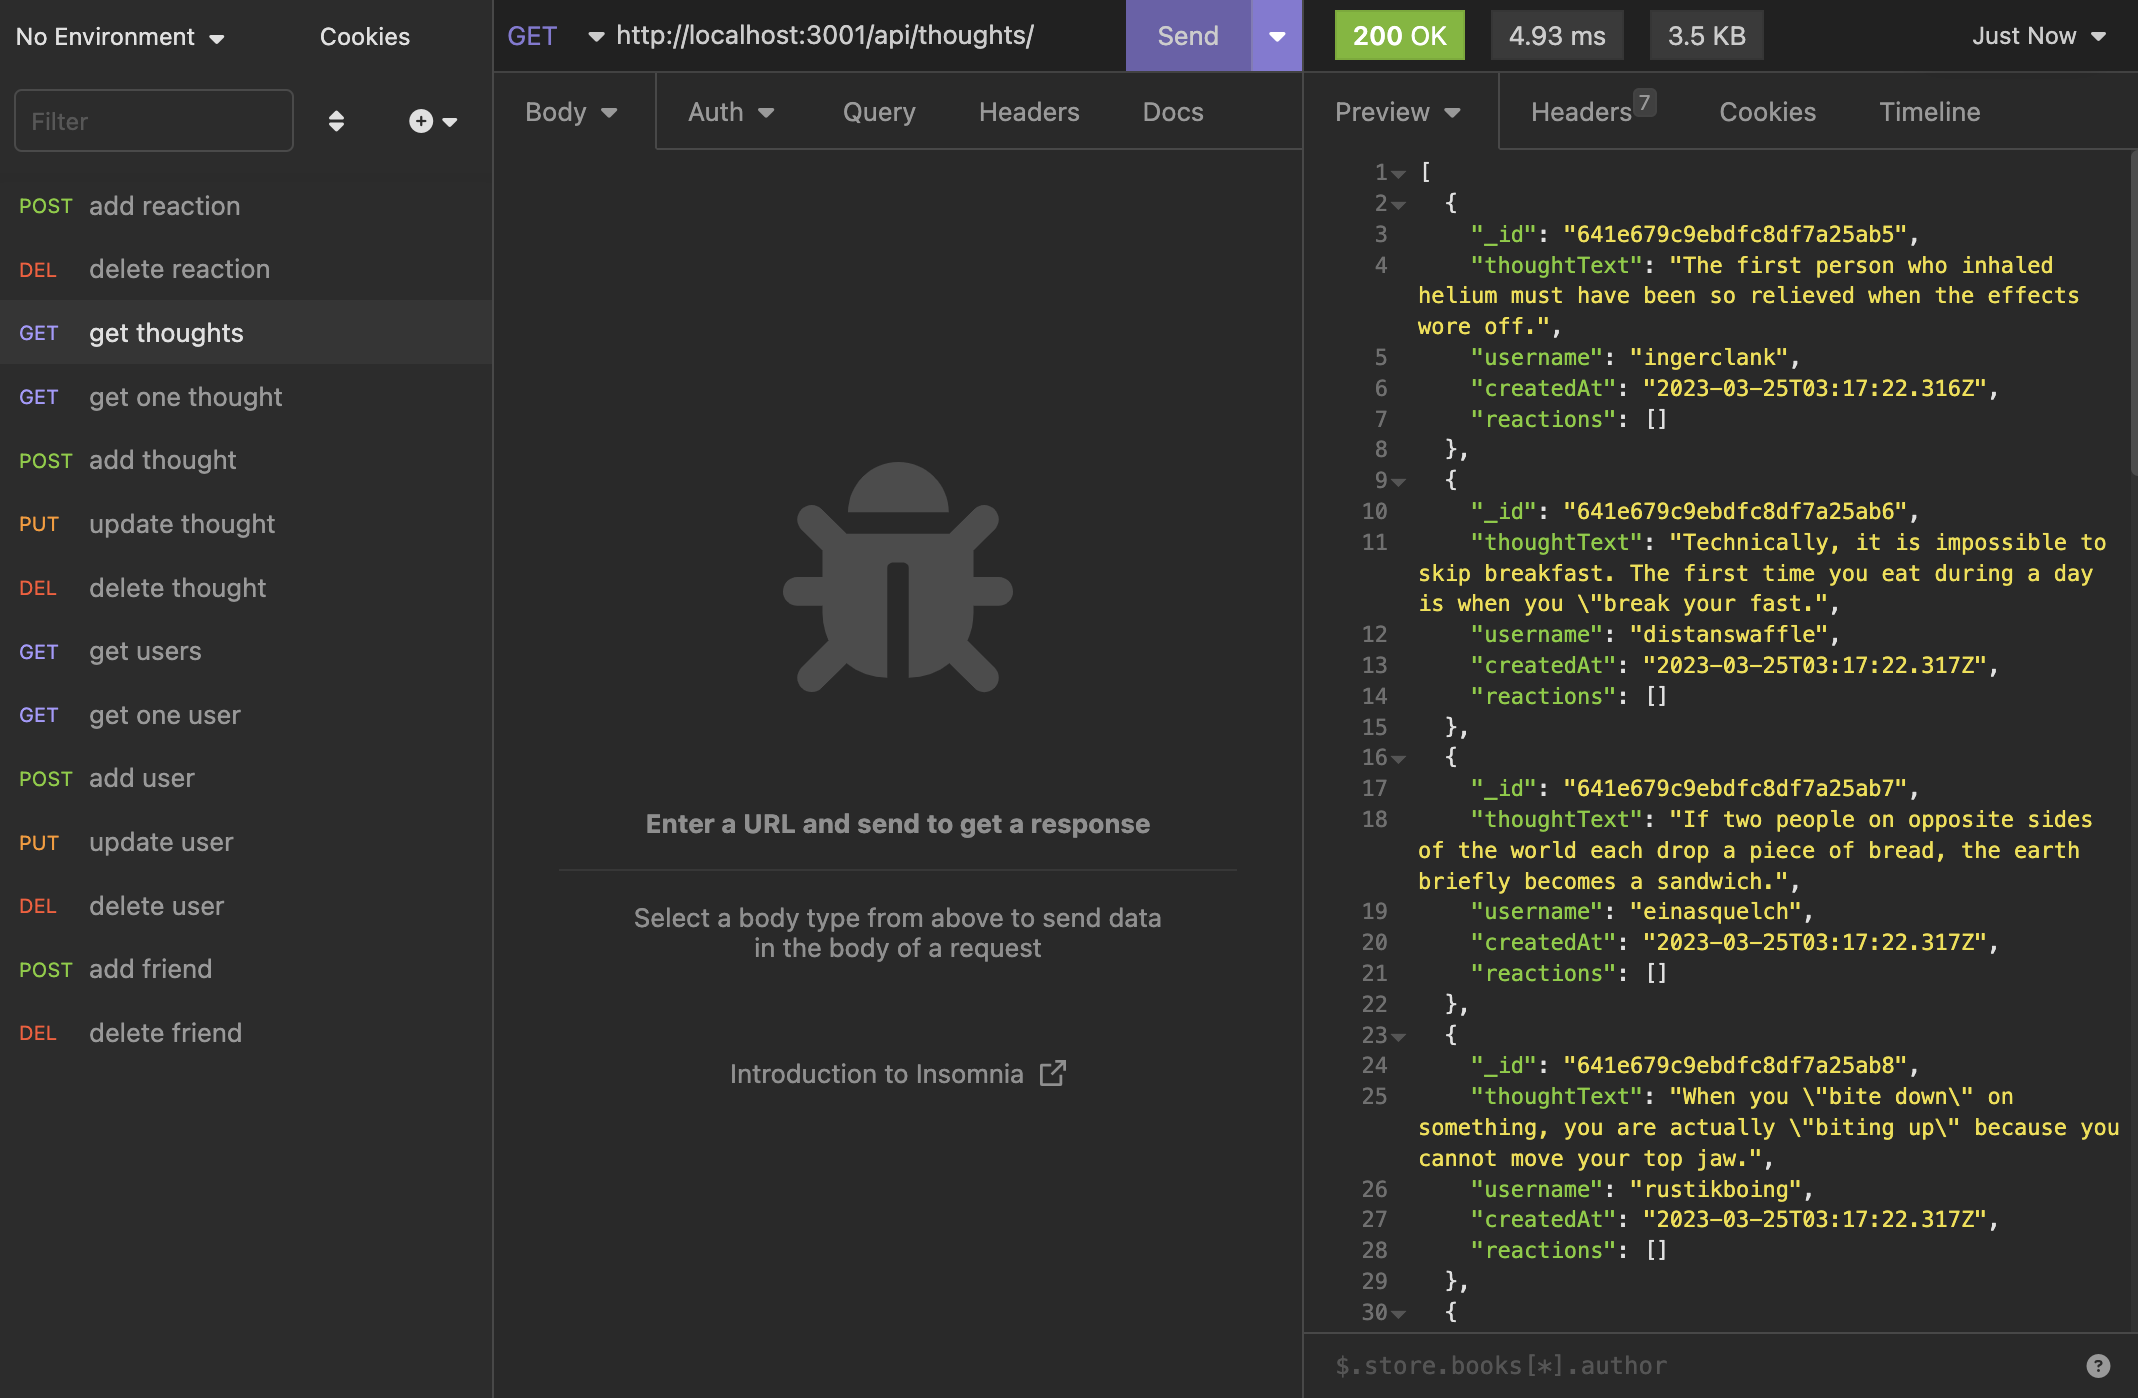 No Environment
Cookies
Filter
POST add reaction
DEL delete reaction
GET get thoughts
GET get one thought
POST add thought
PUT update thought
DEL delete thought
GET get users
GET get one user
POST add user
PUT update user
DEL delete user
POST add friend
DEL delete friend
GET http://localhost:3001/api/thoughts/ Send
Body Auth Query Headers Docs
Enter a URL and send to get a response
Select a body type from above to send data
in the body of a request
Introduction to Insomnia
200 OK 4.93 ms 3.5 KB Just Now
Preview Headers 7 Cookies Timeline
1 [
2 {
3 "_id": "641e679c9ebdfc8df7a25ab5",
4 "thoughtText": "The first person who inhaled
helium must have been so relieved when the effects
wore off.",
5 "username": "ingerclank",
6 "createdAt": "2023-03-25T03:17:22.316Z",
7 "reactions": []
8 },
9 {
10 "_id": "641e679c9ebdfc8df7a25ab6",
11 "thoughtText": "Technically, it is impossible to
skip breakfast. The first time you eat during a day
is when you \"break your fast.",
12 "username": "distanswaffle",
13 "createdAt": "2023-03-25T03:17:22.317Z",
14 "reactions": []
15 },
16 {
17 "_id": "641e679c9ebdfc8df7a25ab7",
18 "thoughtText": "If two people on opposite sides
of the world each drop a piece of bread, the earth
briefly becomes a sandwich.",
19 "username": "einasquelch",
20 "createdAt": "2023-03-25T03:17:22.317Z",
21 "reactions": []
22 },
23 {
24 "_id": "641e679c9ebdfc8df7a25ab8",
25 "thoughtText": "When you \"bite down\" on
something, you are actually \"biting up\" because you
cannot move your top jaw.",
26 "username": "rustikboing",
27 "createdAt": "2023-03-25T03:17:22.317Z",
28 "reactions": []
29 },
30 {
$.store.books[*].author